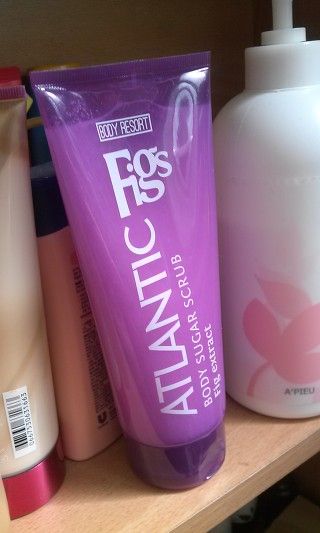 BODY RESORT
Figs
ATLANTIC
BODY SUGAR SCRUB
Fig extract
A'PIEU